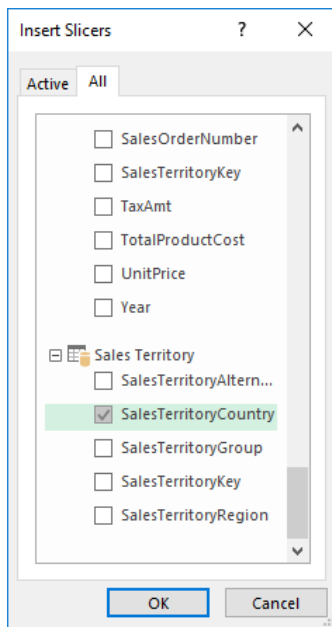 Insert Slicers ?
Active All
SalesOrderNumber
SalesTerritoryKey
TaxAmt
TotalProductCost
UnitPrice
Year
Sales Territory
SalesTerritoryAltern...
SalesTerritoryCountry
SalesTerritoryGroup
SalesTerritoryKey
SalesTerritoryRegion
OK Cancel